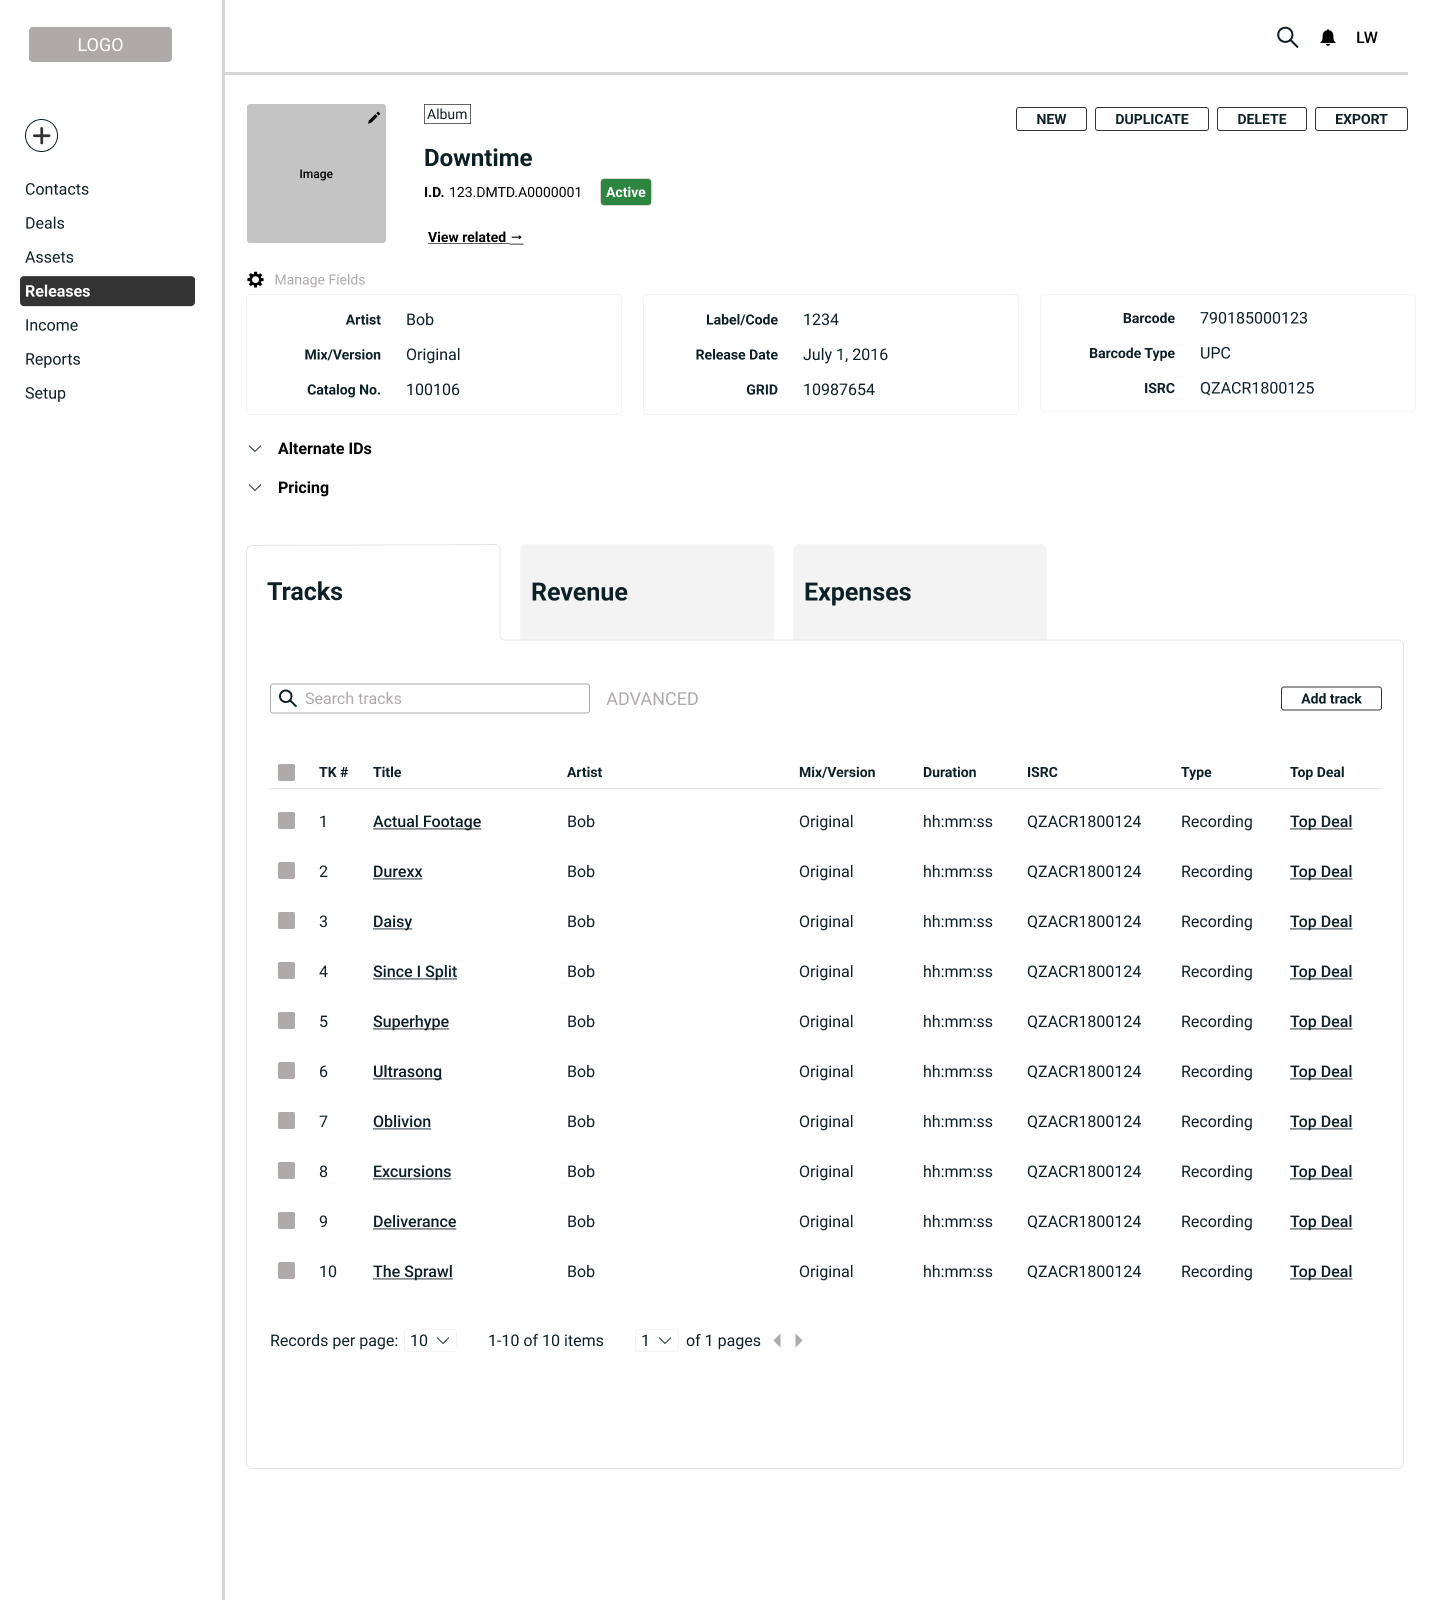 LOGO
LW
Contacts
Deals
Assets
Releases
Income
Reports
Setup
Image
Album
NEW DUPLICATE DELETE EXPORT
Downtime
I.D. 123.DMTD.A0000001 Active
View related →
Manage Fields
Artist Bob
Mix/Version Original
Catalog No. 100106
Label/Code 1234
Release Date July 1, 2016
GRID 10987654
Barcode 790185000123
Barcode Type UPC
ISRC QZACR1800125
Alternate IDs
Pricing
Tracks Revenue Expenses
Search tracks ADVANCED Add track
TK # Title Artist Mix/Version Duration ISRC Type Top Deal
1 Actual Footage Bob Original hh:mm:ss QZACR1800124 Recording Top Deal
2 Durexx Bob Original hh:mm:ss QZACR1800124 Recording Top Deal
3 Daisy Bob Original hh:mm:ss QZACR1800124 Recording Top Deal
4 Since I Split Bob Original hh:mm:ss QZACR1800124 Recording Top Deal
5 Superhype Bob Original hh:mm:ss QZACR1800124 Recording Top Deal
6 Ultrasong Bob Original hh:mm:ss QZACR1800124 Recording Top Deal
7 Oblivion Bob Original hh:mm:ss QZACR1800124 Recording Top Deal
8 Excursions Bob Original hh:mm:ss QZACR1800124 Recording Top Deal
9 Deliverance Bob Original hh:mm:ss QZACR1800124 Recording Top Deal
10 The Sprawl Bob Original hh:mm:ss QZACR1800124 Recording Top Deal
Records per page: 10 1-10 of 10 items 1 of 1 pages